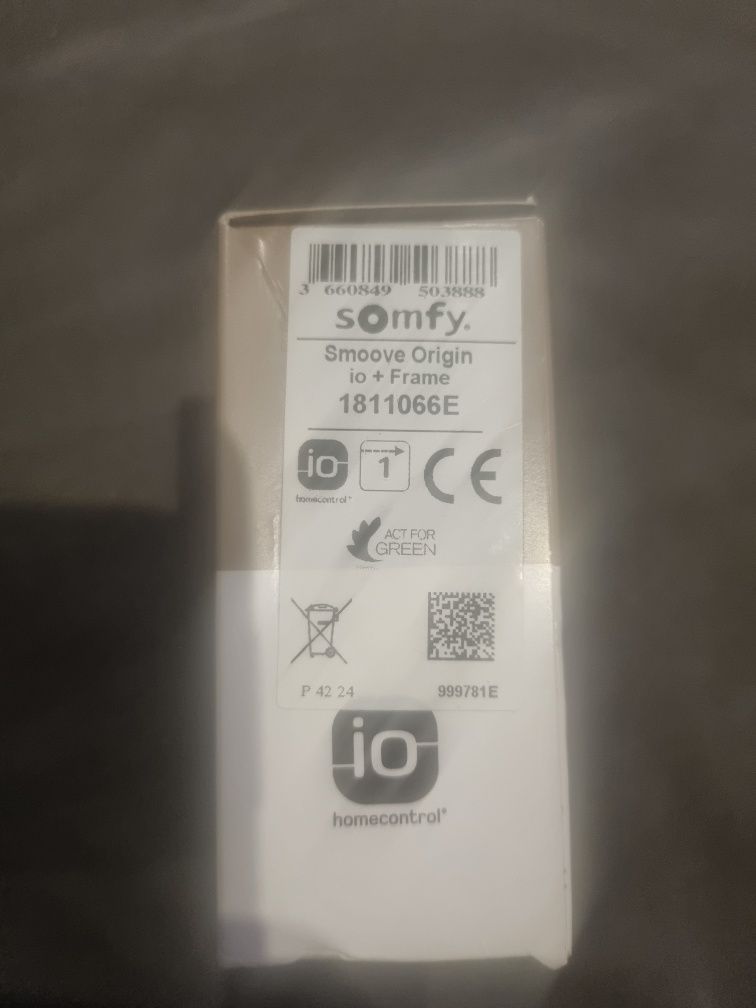 3 660849 503888
somfy.
Smoove Origin
io + Frame
1811066E
io
homecontrol®
1
CE
ACT FOR
GREEN
P 42 24
999781E
io
homecontrol®